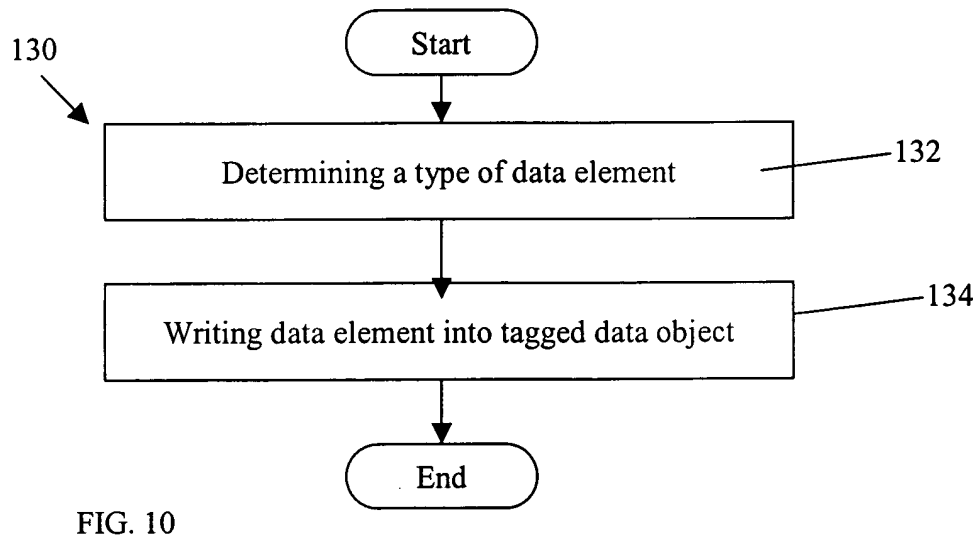 Start
130
Determining a type of data element
132
Writing data element into tagged data object
134
End
FIG. 10